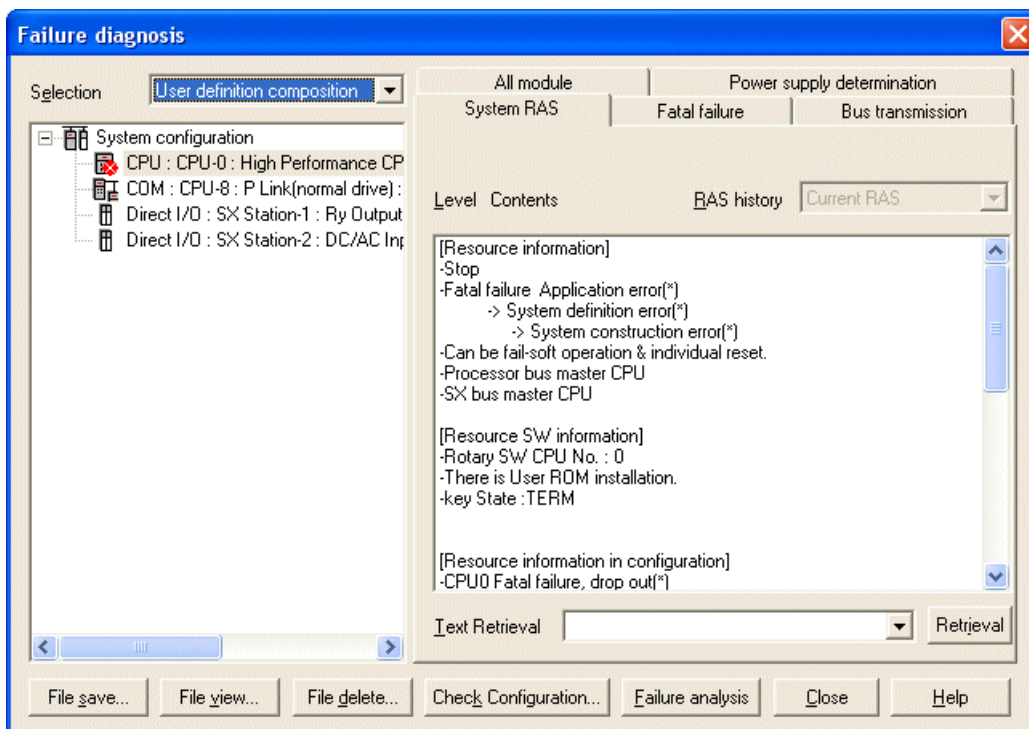 Failure diagnosis
Selection
User definition composition
System configuration
CPU : CPU-0 : High Performance CP
COM : CPU-8 : P Link(normal drive) :
Direct I/O : SX Station-1 : Ry Output
Direct I/O : SX Station-2 : DC/AC Inp
All module
Power supply determination
System RAS
Fatal failure
Bus transmission
Level Contents
RAS history
Current RAS
[Resource information]
-Stop
-Fatal failure Application error(*)
-> System definition error(*)
-> System construction error(*)
-Can be fail-soft operation & individual reset.
-Processor bus master CPU
-SX bus master CPU
[Resource SW information]
-Rotary SW CPU No. : 0
-There is User ROM installation.
-key State :TERM
[Resource information in configuration]
-CPU0 Fatal failure, drop out(*)
Text Retrieval
Retrieval
File save...
File view...
File delete...
Check Configuration...
Failure analysis
Close
Help